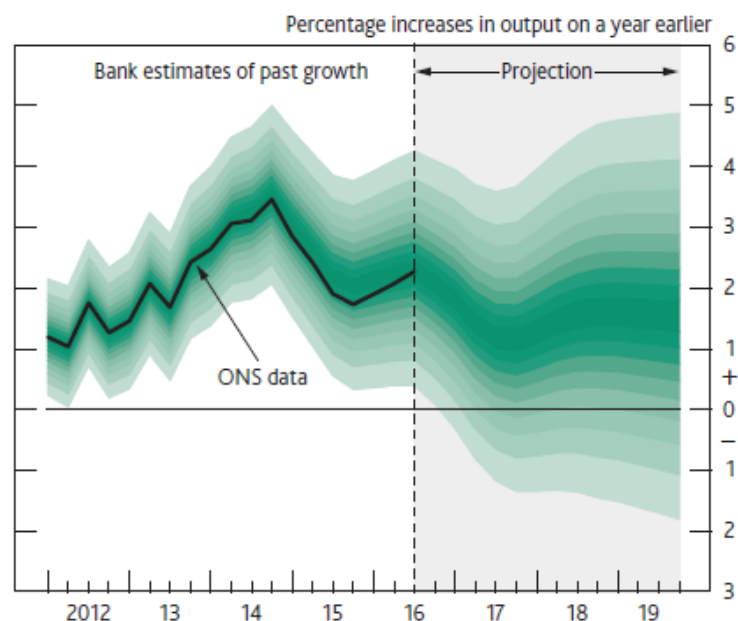 Percentage increases in output on a year earlier
6
Bank estimates of past growth
Projection
5
4
3
2
ONS data
1
+
0
–
1
2
3
2012 13 14 15 16 17 18 19